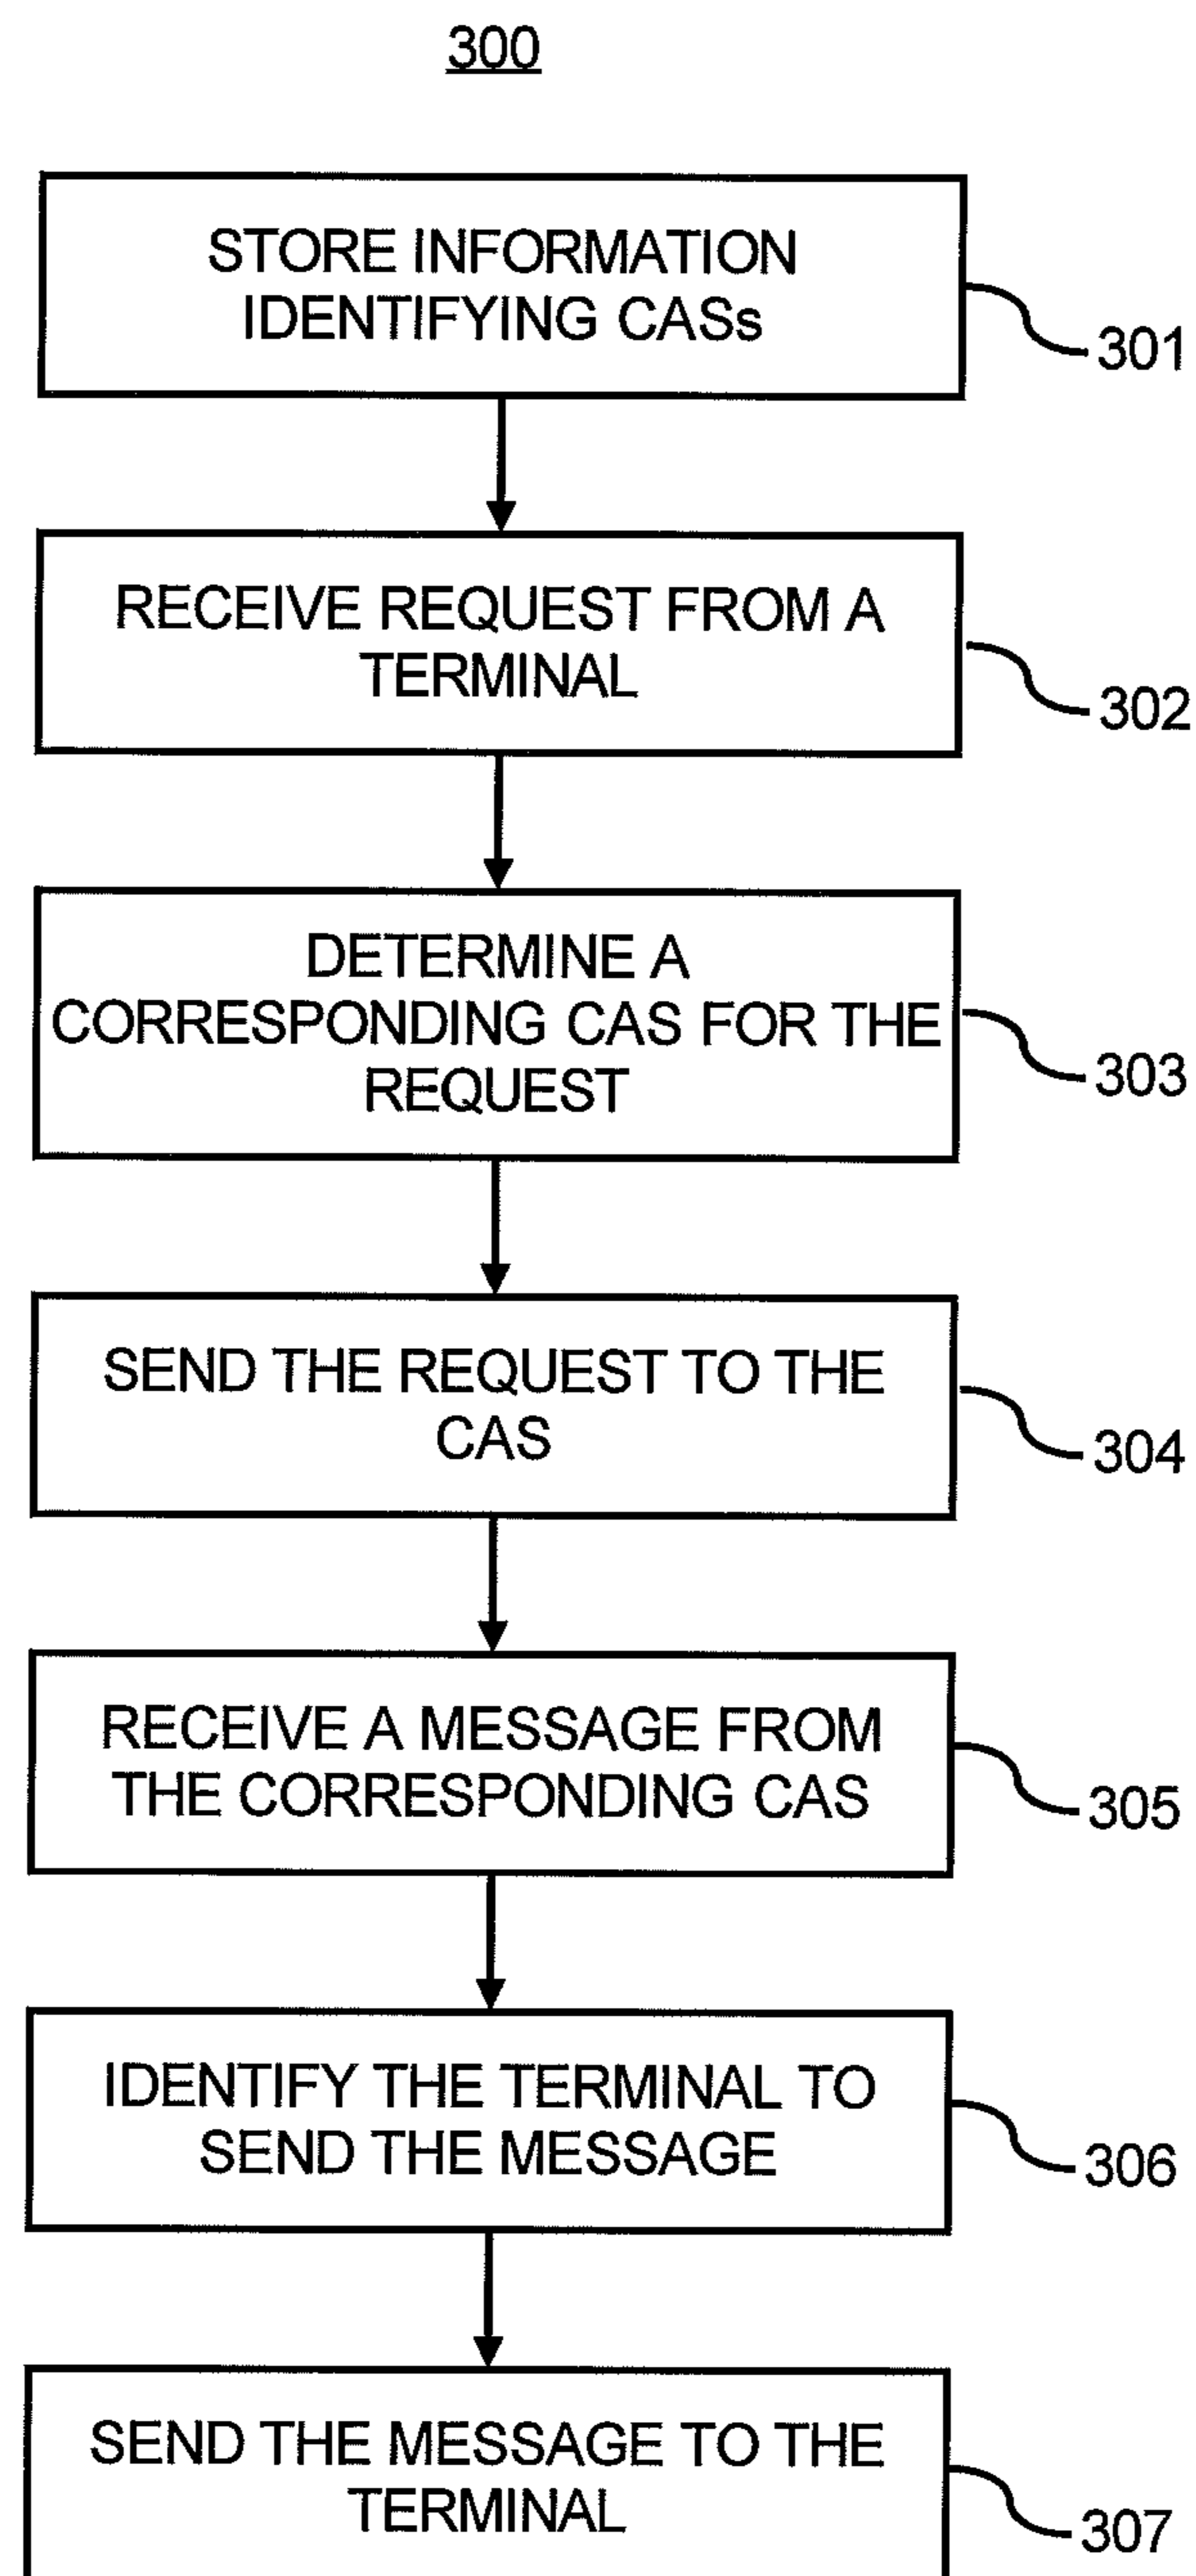 300
STORE INFORMATION
IDENTIFYING CASs
301
RECEIVE REQUEST FROM A
TERMINAL
302
DETERMINE A
CORRESPONDING CAS FOR THE
REQUEST
303
SEND THE REQUEST TO THE
CAS
304
RECEIVE A MESSAGE FROM
THE CORRESPONDING CAS
305
IDENTIFY THE TERMINAL TO
SEND THE MESSAGE
306
SEND THE MESSAGE TO THE
TERMINAL
307